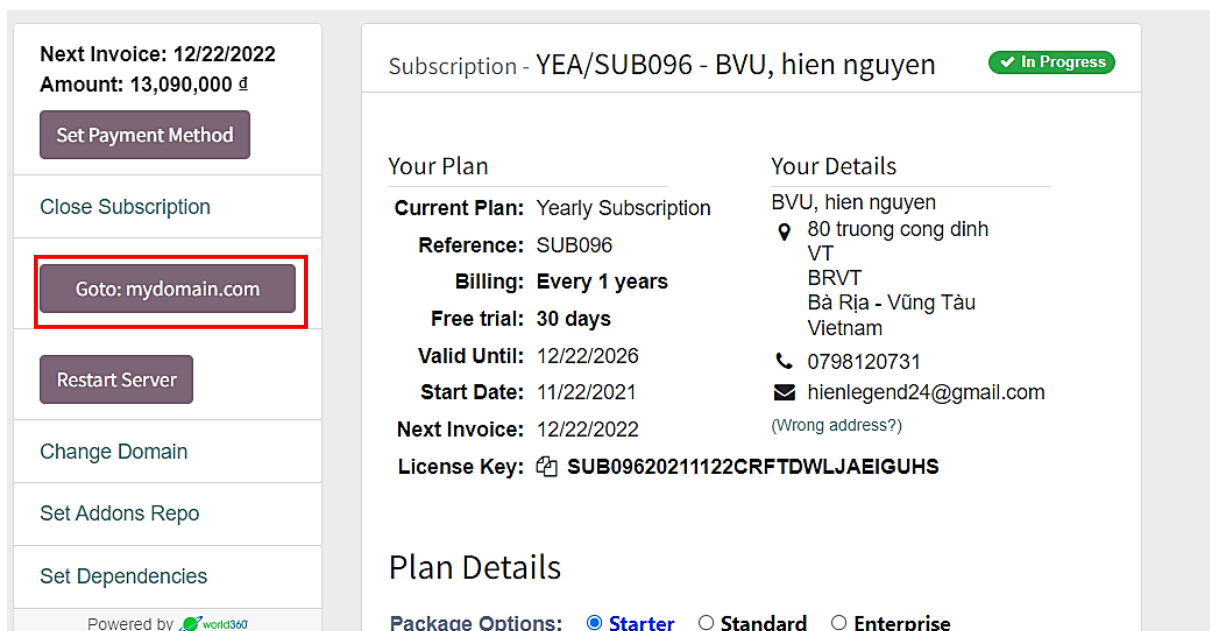 Next Invoice: 12/22/2022
Amount: 13,090,000 ₫
Set Payment Method
Close Subscription
Goto: mydomain.com
Restart Server
Change Domain
Set Addons Repo
Set Dependencies
Powered by world360
Subscription - YEA/SUB096 - BVU, hien nguyen
In Progress
Your Plan
Current Plan: Yearly Subscription
Reference: SUB096
Billing: Every 1 years
Free trial: 30 days
Valid Until: 12/22/2026
Start Date: 11/22/2021
Next Invoice: 12/22/2022
License Key: SUB09620211122CRFTDWLJAEIGUHS
Your Details
BVU, hien nguyen
80 truong cong dinh
VT
BRVT
Bà Rịa - Vũng Tàu
Vietnam
0798120731
hienlegend24@gmail.com
(Wrong address?)
Plan Details
Package Options: Starter Standard Enterprise